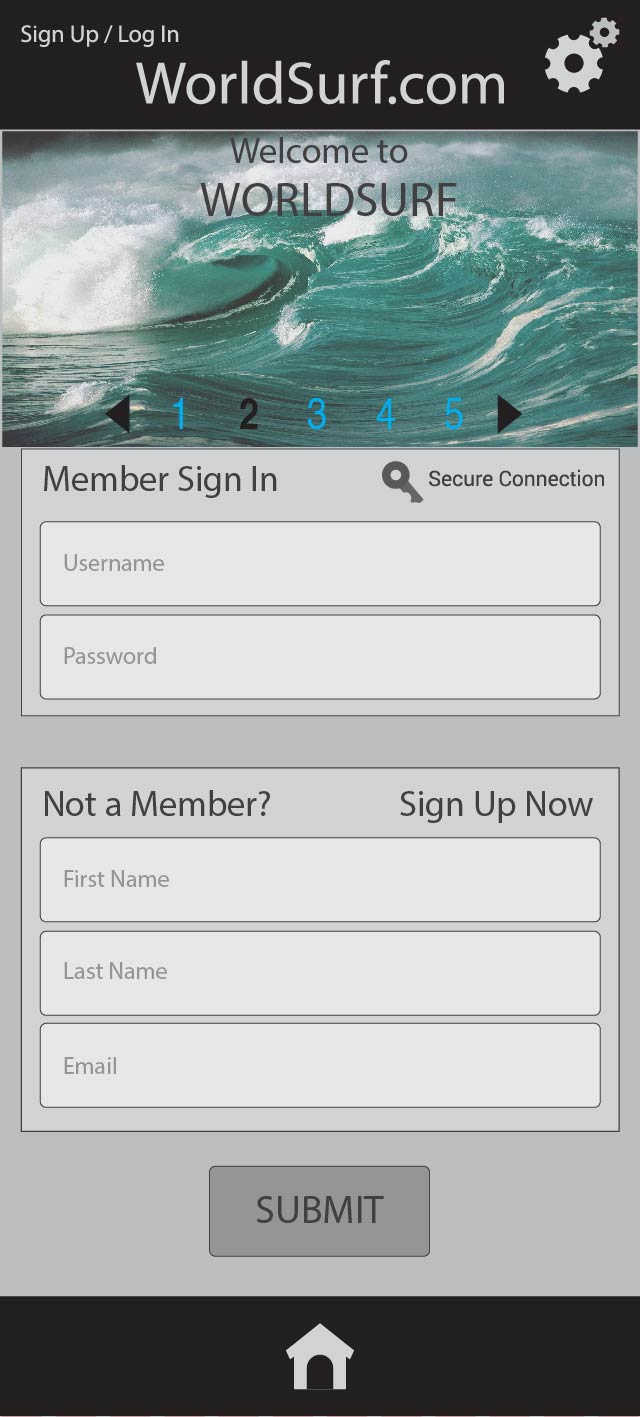 Sign Up / Log In
WorldSurf.com
Welcome to
WORLDSURF
1 2 3 4 5
Member Sign In Secure Connection
Username
Password
Not a Member? Sign Up Now
First Name
Last Name
Email
SUBMIT